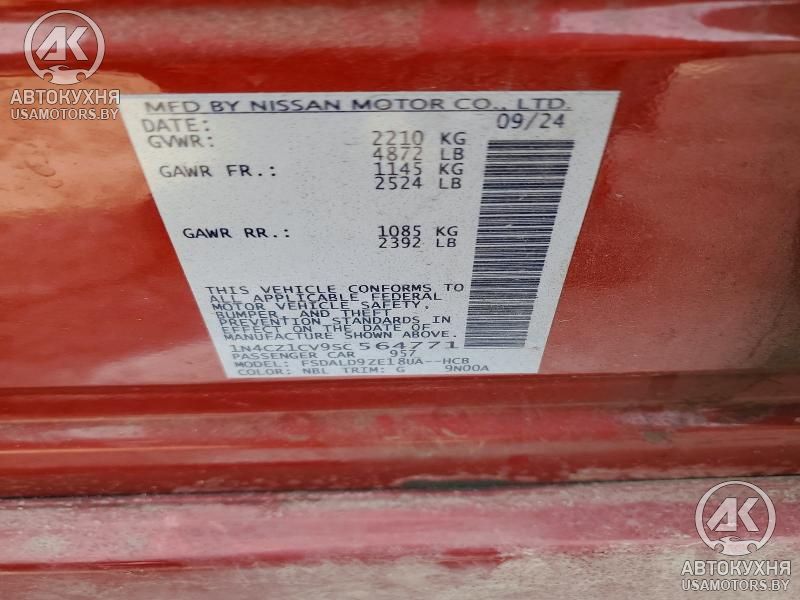 AK
АВТОКУХНЯ
USAMOTORS.BY
MFD BY NISSAN MOTOR CO., LTD.
DATE: 09/24
GVWR: 2210 KG
4872 LB
GAWR FR.: 1145 KG
2524 LB
GAWR RR.: 1085 KG
2392 LB
THIS VEHICLE CONFORMS TO
ALL APPLICABLE FEDERAL
MOTOR VEHICLE SAFETY,
BUMPER, AND THEFT
PREVENTION STANDARDS IN
EFFECT ON THE DATE OF
MANUFACTURE SHOWN ABOVE.
1N4CZ1CV9SC564771
PASSENGER CAR 957
MODEL: FSDALD9ZE18UA--HCB
COLOR: NBL TRIM: G 9N00A
AK
АВТОКУХНЯ
USAMOTORS.BY